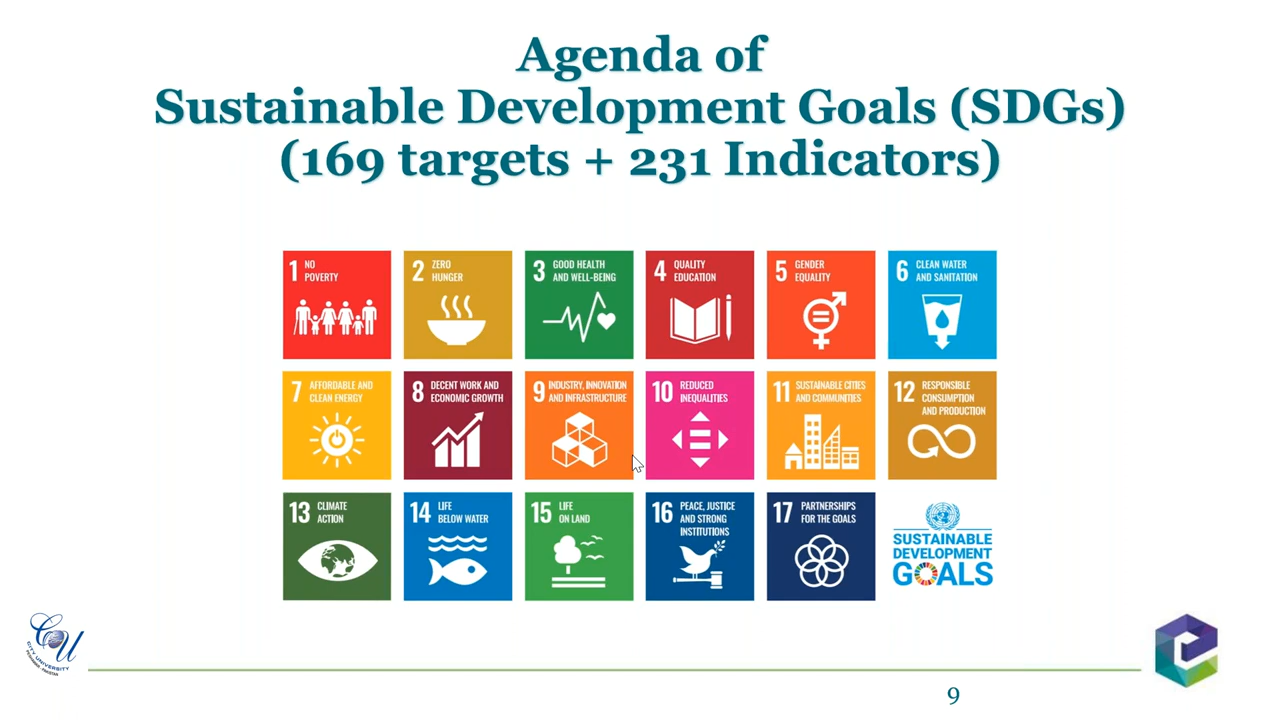 Agenda of
Sustainable Development Goals (SDGs)
(169 targets + 231 Indicators)
1 NO
POVERTY
2 ZERO
HUNGER
3 GOOD HEALTH
AND WELL-BEING
4 QUALITY
EDUCATION
5 GENDER
EQUALITY
6 CLEAN WATER
AND SANITATION
7 AFFORDABLE AND
CLEAN ENERGY
8 DECENT WORK AND
ECONOMIC GROWTH
9 INDUSTRY, INNOVATION
AND INFRASTRUCTURE
10 REDUCED
INEQUALITIES
11 SUSTAINABLE CITIES
AND COMMUNITIES
12 RESPONSIBLE
CONSUMPTION
AND PRODUCTION
13 CLIMATE
ACTION
14 LIFE
BELOW WATER
15 LIFE
ON LAND
16 PEACE, JUSTICE
AND STRONG
INSTITUTIONS
17 PARTNERSHIPS
FOR THE GOALS
SUSTAINABLE
DEVELOPMENT
GOALS
CU
CITY UNIVERSITY
9